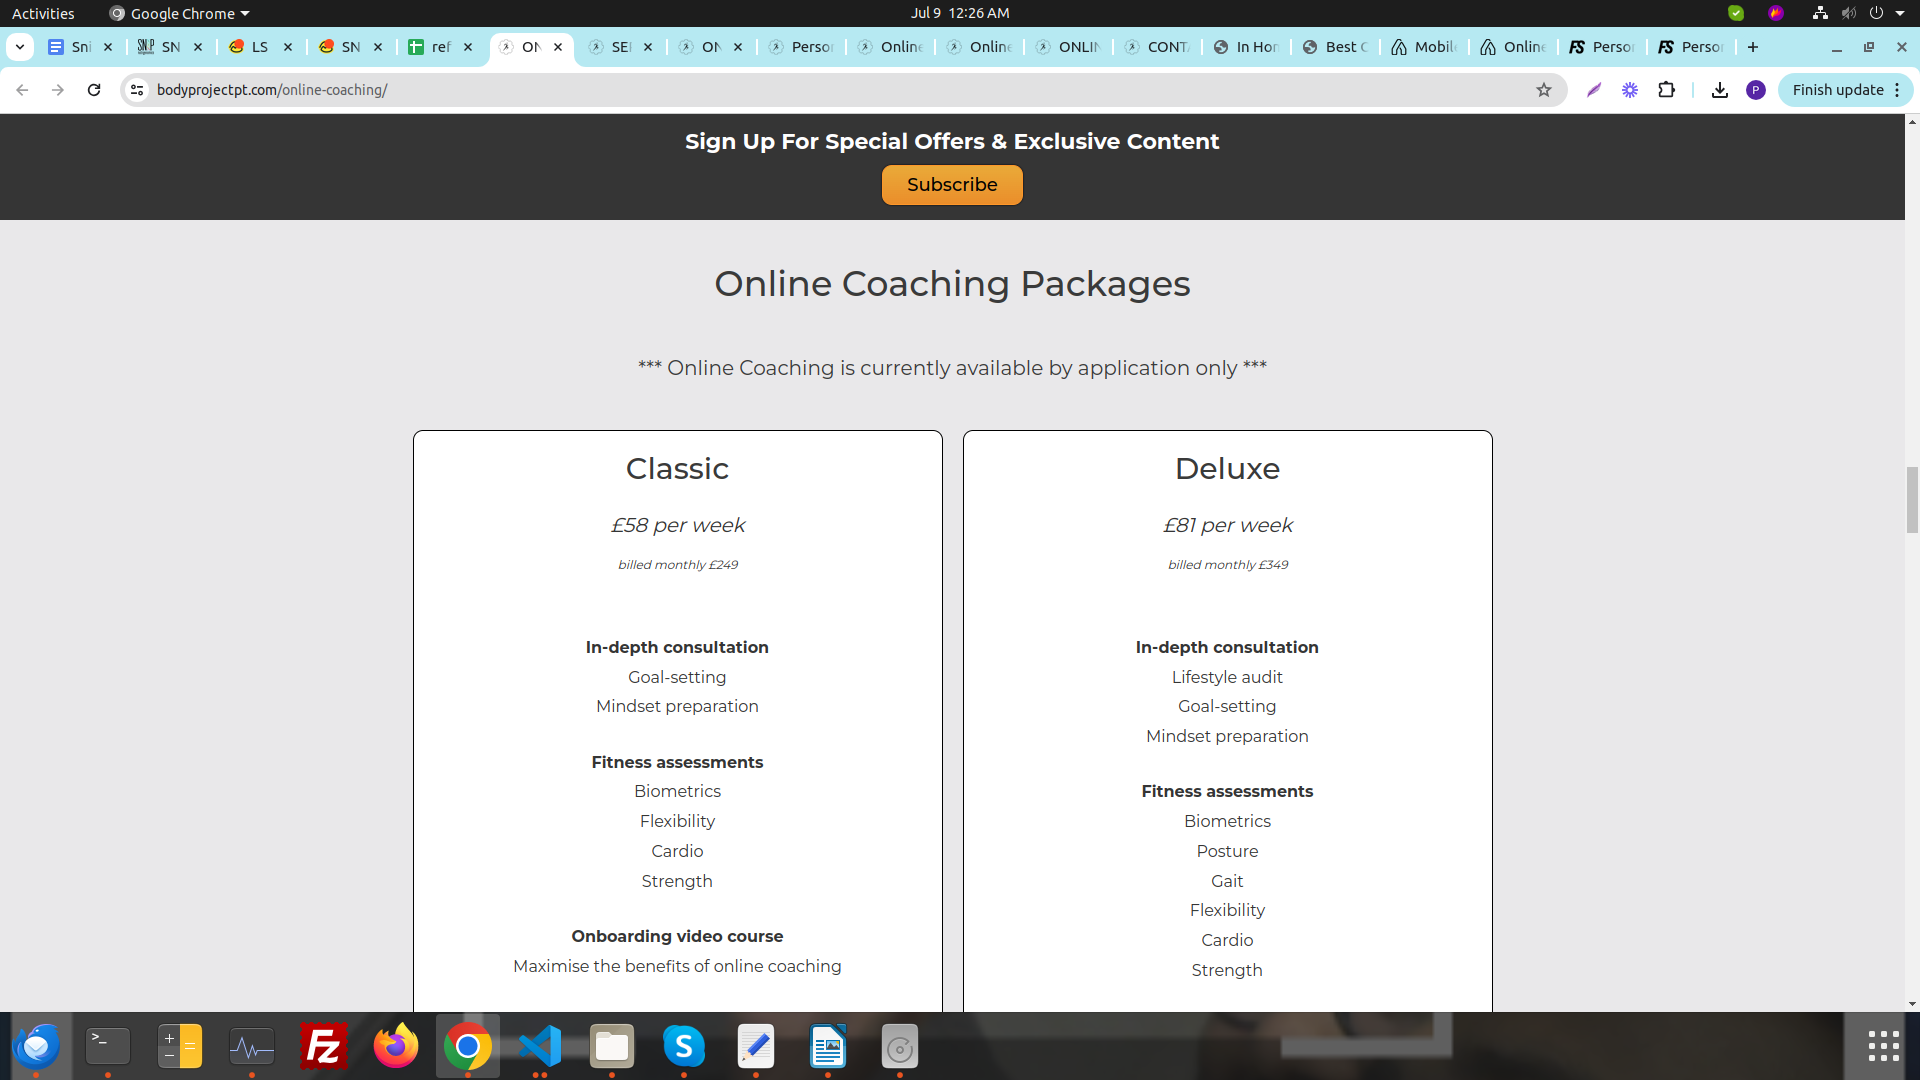 Activities
Google Chrome
Jul 9 12:26 AM
Sni
SN
LS
SN
ref
ON
SE
ON
Person
Online
Online
ONLIN
CONTA
In Hom
Best C
Mobile
Online
Person
Person
bodyprojectpt.com/online-coaching/
P
Finish update
Sign Up For Special Offers & Exclusive Content
Subscribe
Online Coaching Packages
*** Online Coaching is currently available by application only ***
Classic
£58 per week
billed monthly £249
In-depth consultation
Goal-setting
Mindset preparation
Fitness assessments
Biometrics
Flexibility
Cardio
Strength
Onboarding video course
Maximise the benefits of online coaching
Deluxe
£81 per week
billed monthly £349
In-depth consultation
Lifestyle audit
Goal-setting
Mindset preparation
Fitness assessments
Biometrics
Posture
Gait
Flexibility
Cardio
Strength